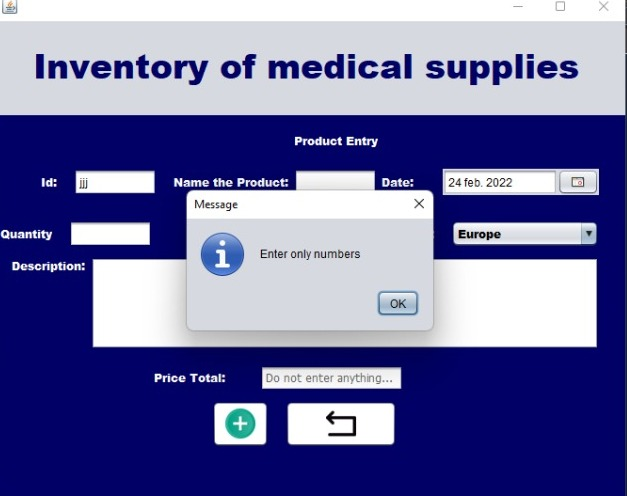 Inventory of medical supplies
Product Entry
Id: jjj Name the Product: Date: 24 feb. 2022
Message
Quantity Europe
Enter only numbers
Description:
OK
Price Total: Do not enter anything...